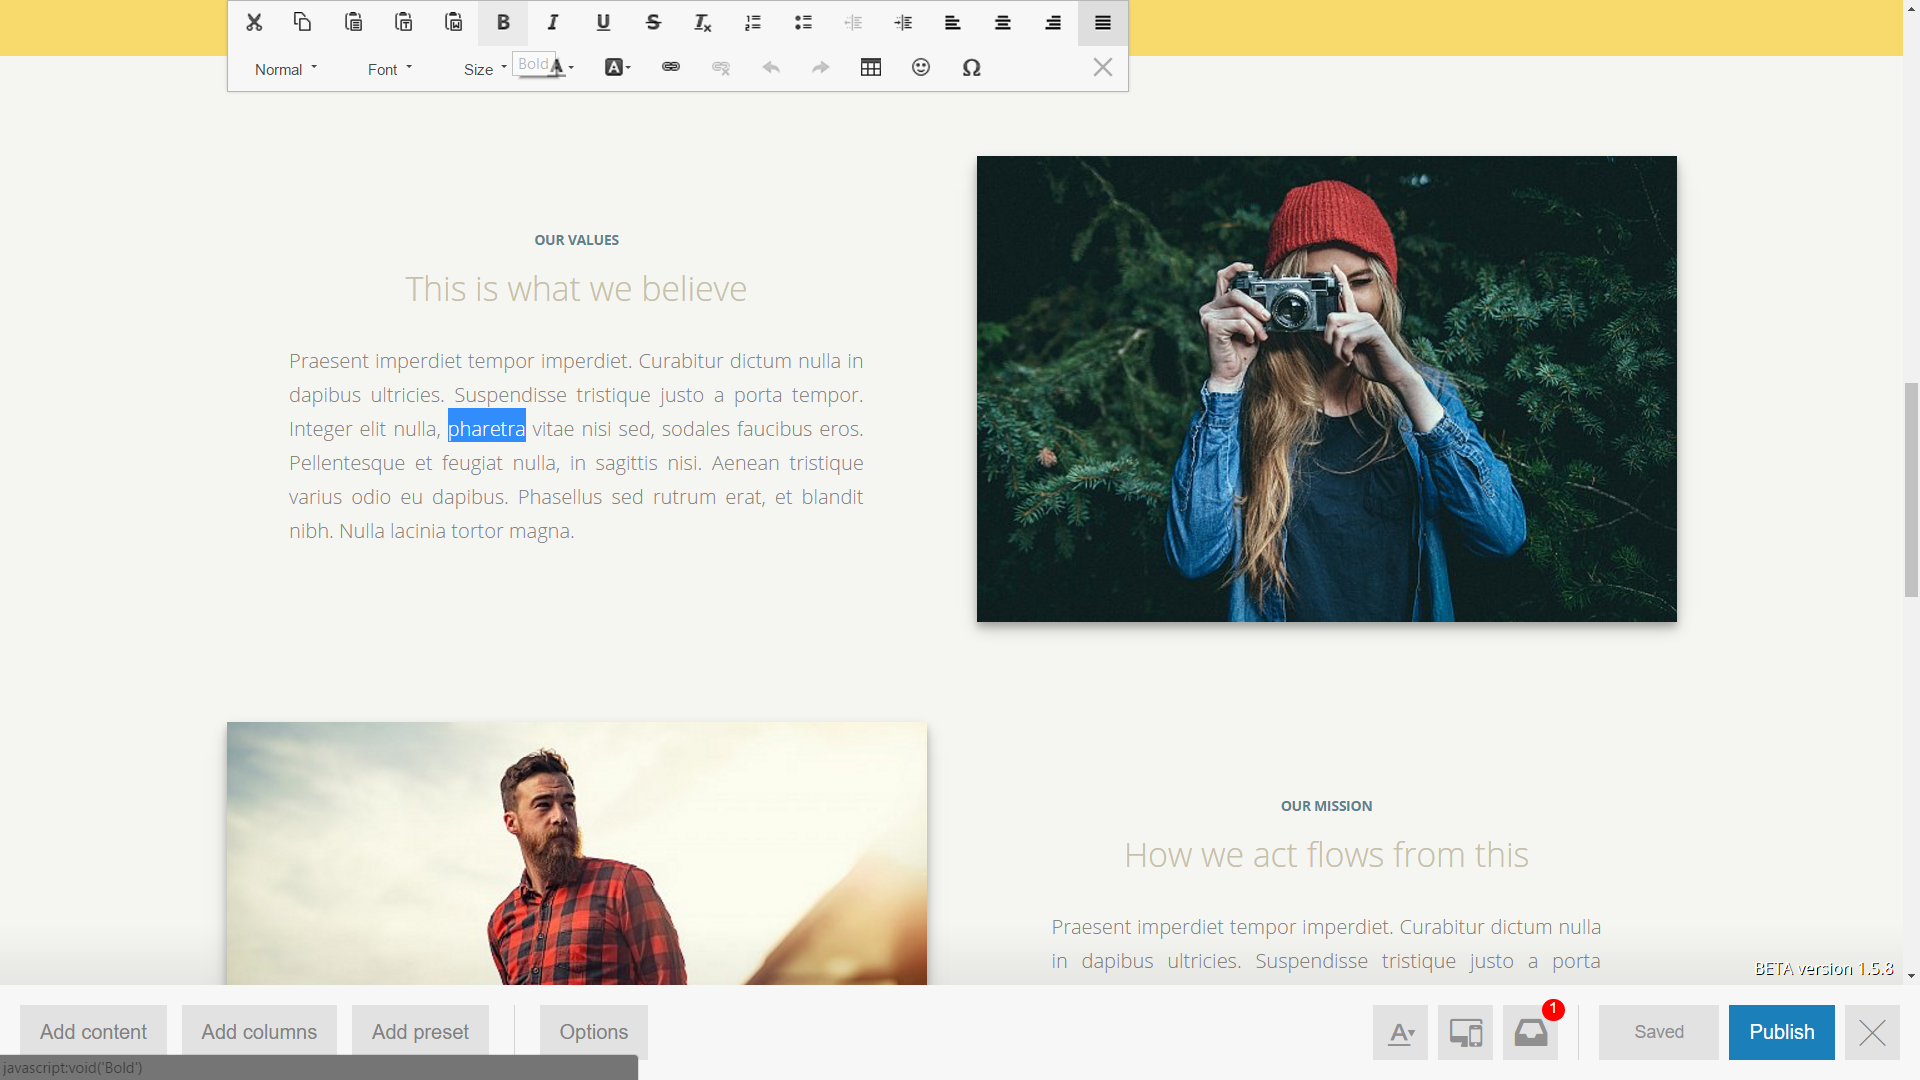 B
I
U
S
Normal
Font
Size
Bold
A
A
Ω
OUR VALUES
This is what we believe
Praesent imperdiet tempor imperdiet. Curabitur dictum nulla in
dapibus ultricies. Suspendisse tristique justo a porta tempor.
Integer elit nulla, pharetra vitae nisi sed, sodales faucibus eros.
Pellentesque et feugiat nulla, in sagittis nisi. Aenean tristique
varius odio eu dapibus. Phasellus sed rutrum erat, et blandit
nibh. Nulla lacinia tortor magna.
OUR MISSION
How we act flows from this
Praesent imperdiet tempor imperdiet. Curabitur dictum nulla
in dapibus ultricies. Suspendisse tristique justo a porta
BETA version 1.5.8
Add content
Add columns
Add preset
Options
A
1
Saved
Publish
javascript:void('Bold')